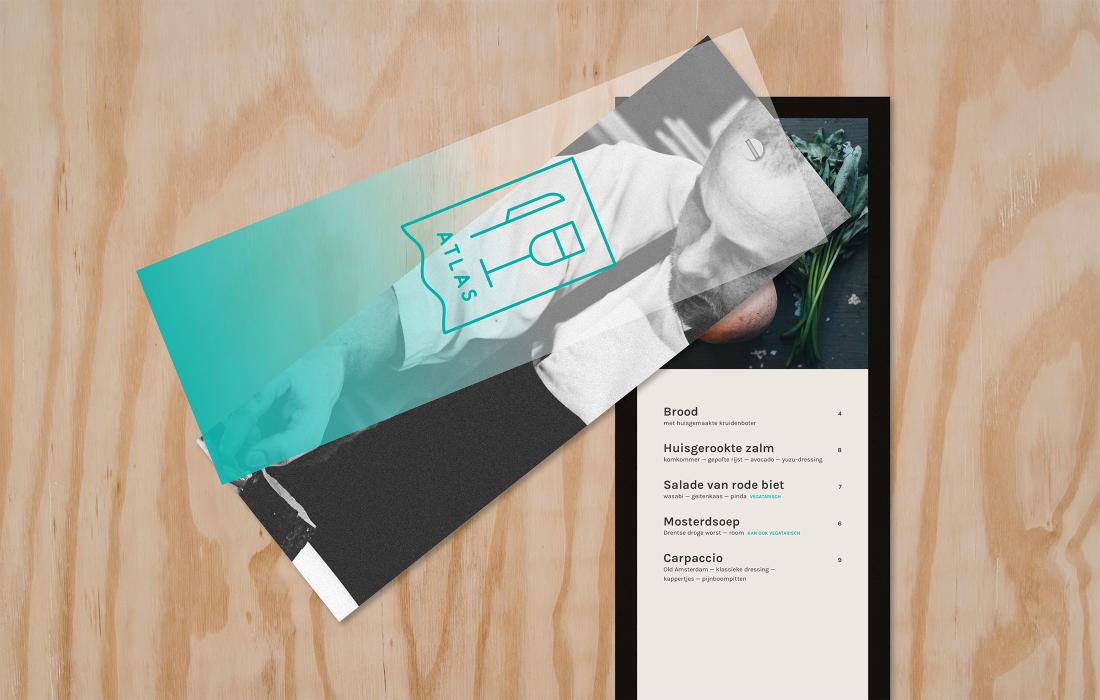 ATLAS
Brood 4
met huisgemaakte kruidenboter
Huisgerookte zalm 8
komkommer — gepofte rijst — avocado — yuzu-dressing
Salade van rode biet 7
wasabi — geitenkaas — pinda VEGATARISCH
Mosterdsoep 6
Drentse droge worst — room KAN OOK VEGATARISCH
Carpaccio 9
Old Amsterdam — klassieke dressing —
kappertjes — pijnboompitten